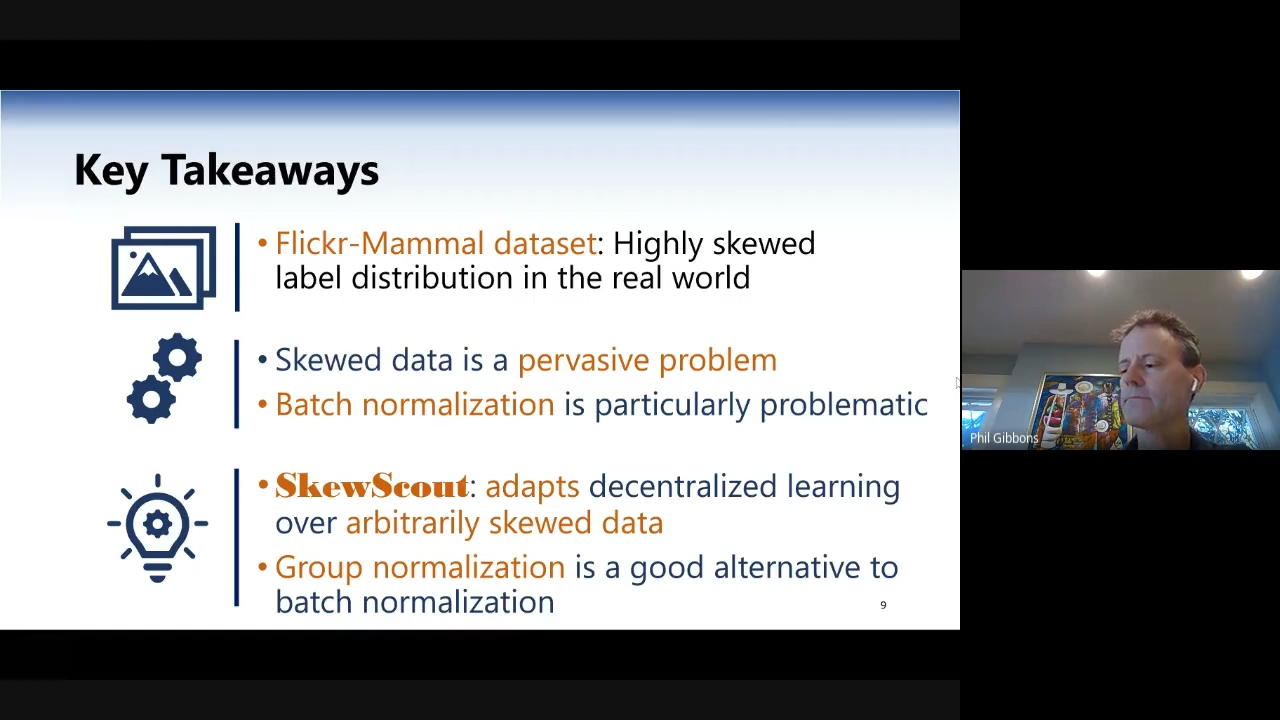 Key Takeaways
• Flickr-Mammal dataset: Highly skewed
label distribution in the real world
• Skewed data is a pervasive problem
• Batch normalization is particularly problematic
• SkewScout: adapts decentralized learning
over arbitrarily skewed data
• Group normalization is a good alternative to
batch normalization
9
Phil Gibbons